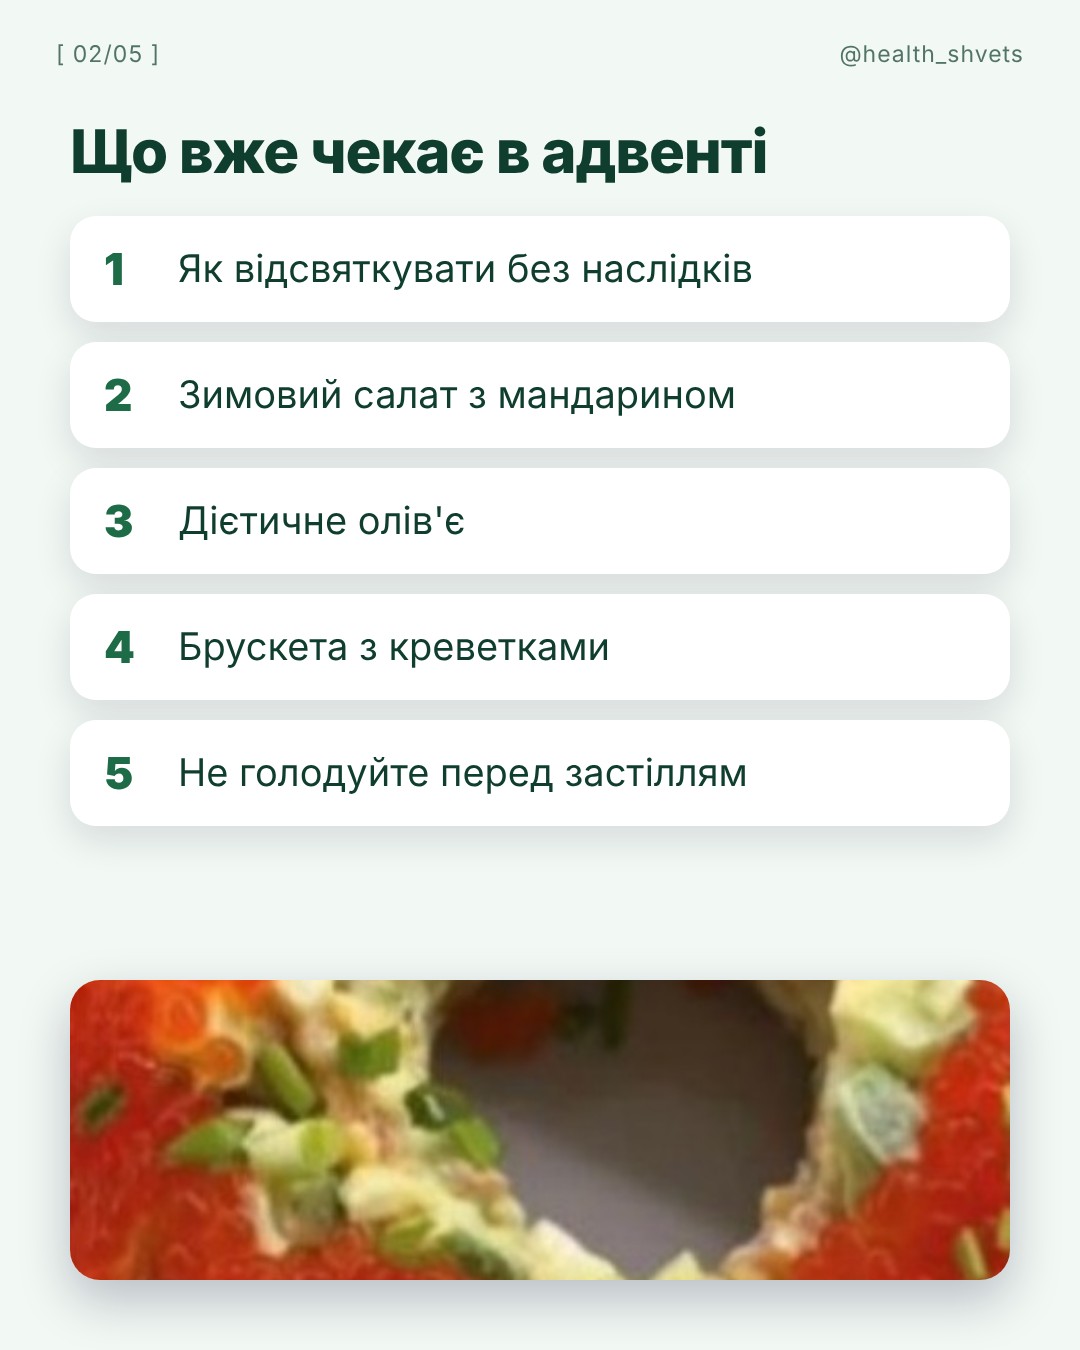 [ 02/05 ]
@health_shvets
Що вже чекає в адвенті
1 Як відсвяткувати без наслідків
2 Зимовий салат з мандарином
3 Дієтичне олів'є
4 Брускета з креветками
5 Не голодуйте перед застіллям